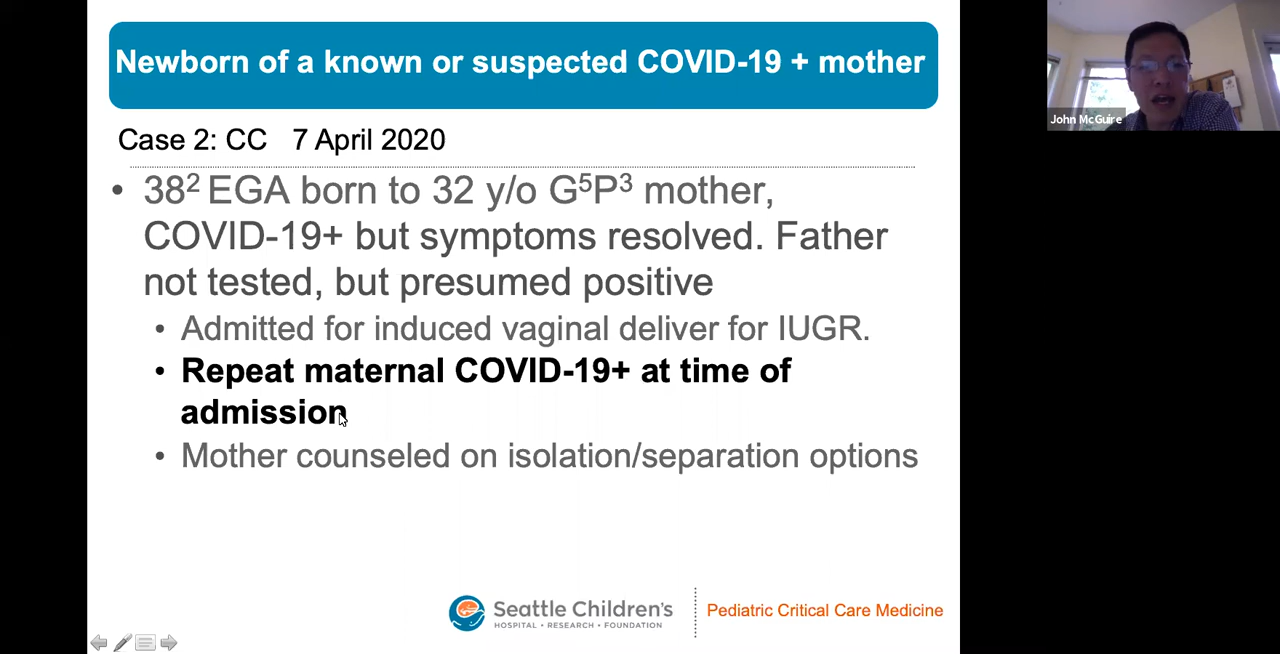 Newborn of a known or suspected COVID-19 + mother
John McGuire
Case 2: CC 7 April 2020
• 38² EGA born to 32 y/o G⁵P³ mother,
COVID-19+ but symptoms resolved. Father
not tested, but presumed positive
• Admitted for induced vaginal deliver for IUGR.
• Repeat maternal COVID-19+ at time of
admission
• Mother counseled on isolation/separation options
Seattle Children's
HOSPITAL • RESEARCH • FOUNDATION
Pediatric Critical Care Medicine